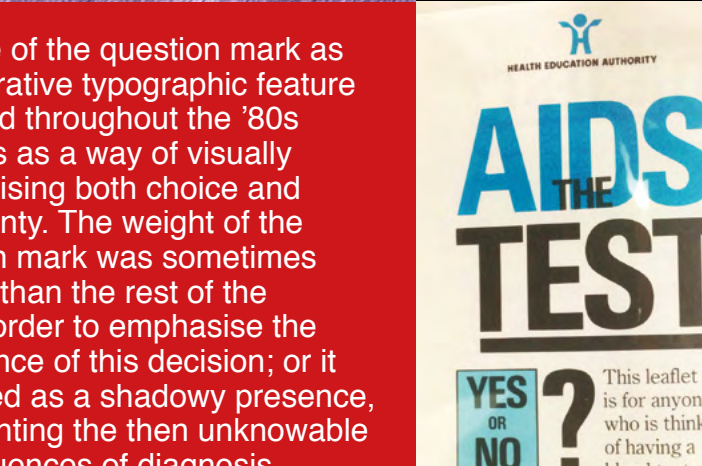 of the question mark as
rative typographic feature
d throughout the ’80s
s as a way of visually
ising both choice and
nty. The weight of the
n mark was sometimes
than the rest of the
order to emphasise the
nce of this decision; or it
ed as a shadowy presence,
nting the then unknowable
uences of diagnosis
HEALTH EDUCATION AUTHORITY
AIDS
THE
TEST
YES
OR
NO
?
This leaflet
is for anyon
who is think
of having a